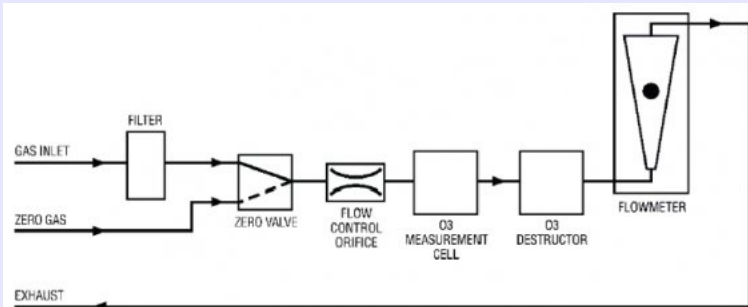 FILTER
GAS INLET
ZERO GAS
ZERO VALVE
FLOW
CONTROL
ORIFICE
O3
MEASUREMENT
CELL
O3
DESTRUCTOR
FLOWMETER
EXHAUST